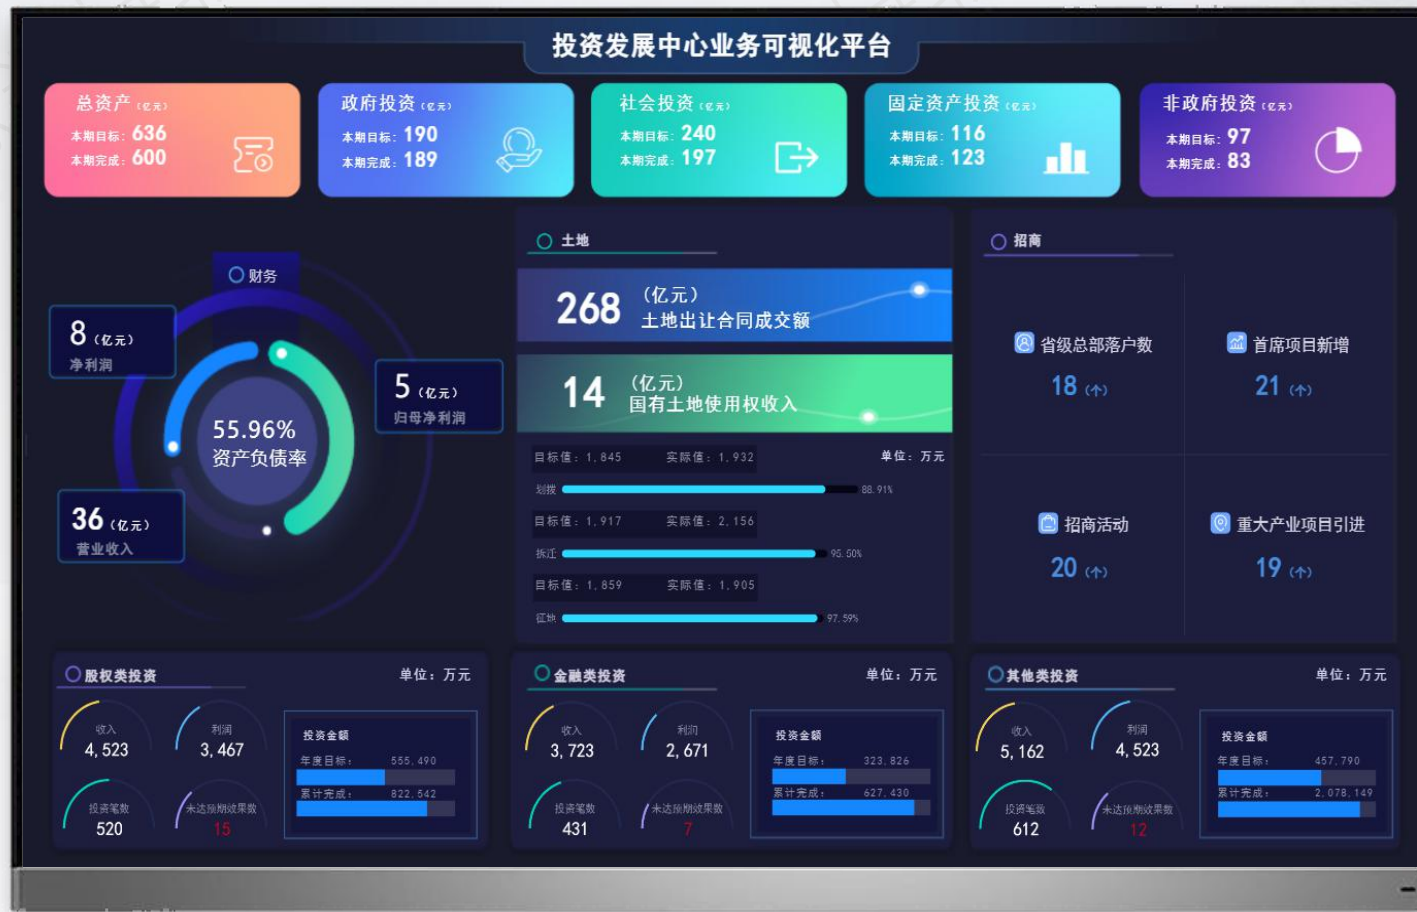 投资发展中心业务可视化平台
总资产（亿元）
本期目标：636
本期完成：600
政府投资（亿元）
本期目标：190
本期完成：189
社会投资（亿元）
本期目标：240
本期完成：197
固定资产投资（亿元）
本期目标：116
本期完成：123
非政府投资（亿元）
本期目标：97
本期完成：83
财务
8（亿元）
净利润
5（亿元）
归母净利润
55.96%
资产负债率
36（亿元）
营业收入
土地
268
（亿元）
土地出让合同成交额
14
（亿元）
国有土地使用权收入
目标值：1,845 实际值：1,932 单位：万元
划拨 88.91%
目标值：1,917 实际值：2,156
拆迁 95.50%
目标值：1,859 实际值：1,905
征地 97.59%
招商
省级总部落户数
18（个）
首席项目新增
21（个）
招商活动
20（个）
重大产业项目引进
19（个）
股权类投资 单位：万元
收入
4,523
利润
3,467
投资笔数
520
未达预期效果数
15
投资金额
年度目标： 555,490
累计完成： 822,542
金融类投资 单位：万元
收入
3,723
利润
2,671
投资笔数
431
未达预期效果数
7
投资金额
年度目标： 323,826
累计完成： 627,430
其他类投资 单位：万元
收入
5,162
利润
4,523
投资笔数
612
未达预期效果数
12
投资金额
年度目标： 457,790
累计完成： 2,078,149